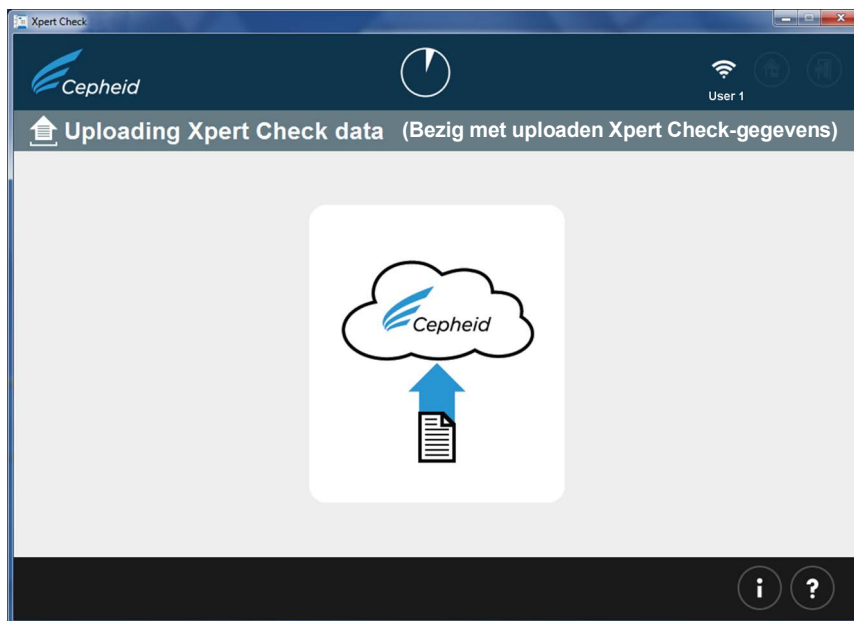 Xpert Check
Cepheid
User 1
Uploading Xpert Check data (Bezig met uploaden Xpert Check-gegevens)
Cepheid
i ?